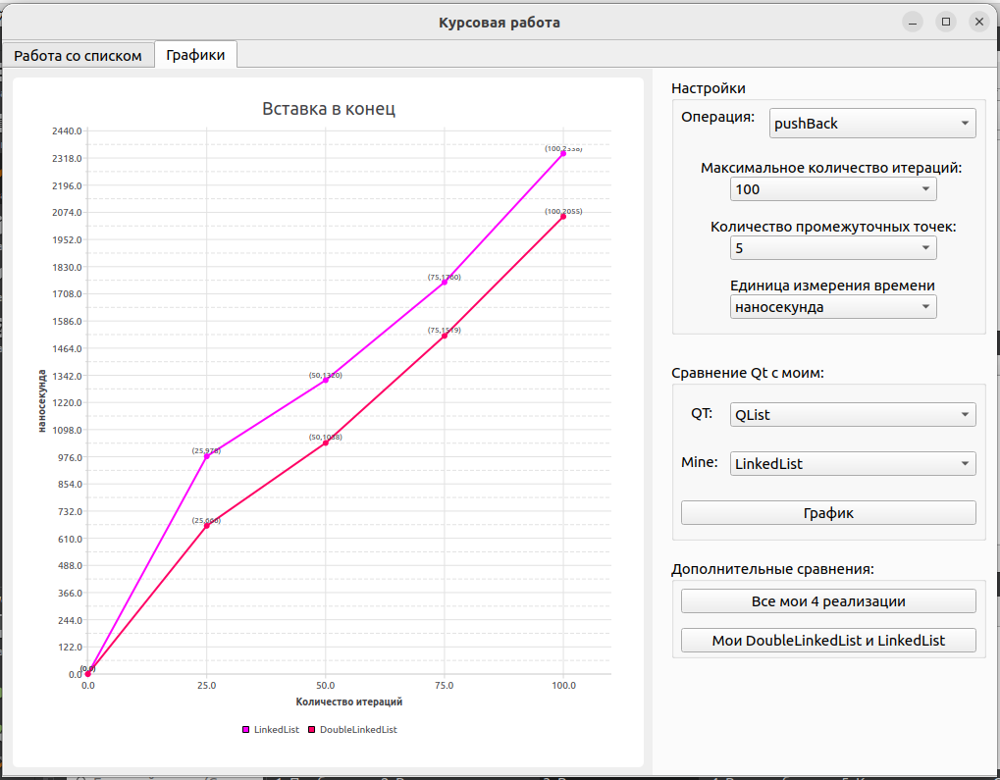 Курсовая работа
Работа со списком
Графики
Вставка в конец
2440.0
2318.0
2196.0
2074.0
1952.0
1830.0
1708.0
1586.0
1464.0
1342.0
1220.0
1098.0
976.0
854.0
732.0
610.0
488.0
366.0
244.0
122.0
0.0
наносекунда
(100,2338)
(100,2055)
(75,1760)
(75,1519)
(50,1320)
(50,1038)
(25,978)
(25,666)
(0,0)
0.0 25.0 50.0 75.0 100.0
Количество итераций
LinkedList DoubleLinkedList
Настройки
Операция: pushBack
Максимальное количество итераций:
100
Количество промежуточных точек:
5
Единица измерения времени
наносекунда
Сравнение Qt с моим:
QT: QList
Mine: LinkedList
График
Дополнительные сравнения:
Все мои 4 реализации
Мои DoubleLinkedList и LinkedList